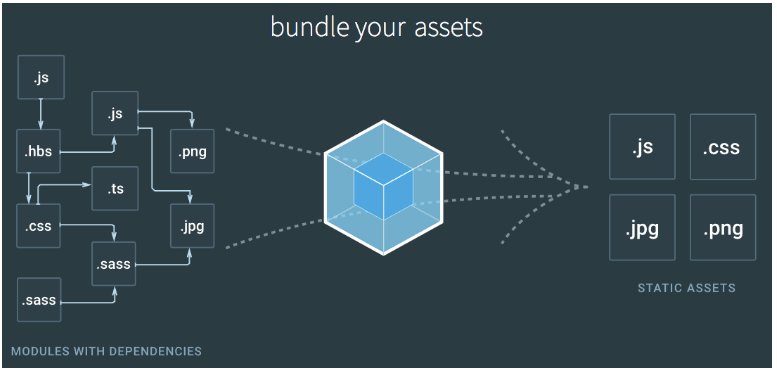 bundle your assets
.js
.js
.hbs
.png
.ts
.css
.jpg
.sass
.sass
MODULES WITH DEPENDENCIES
.js
.css
.jpg
.png
STATIC ASSETS